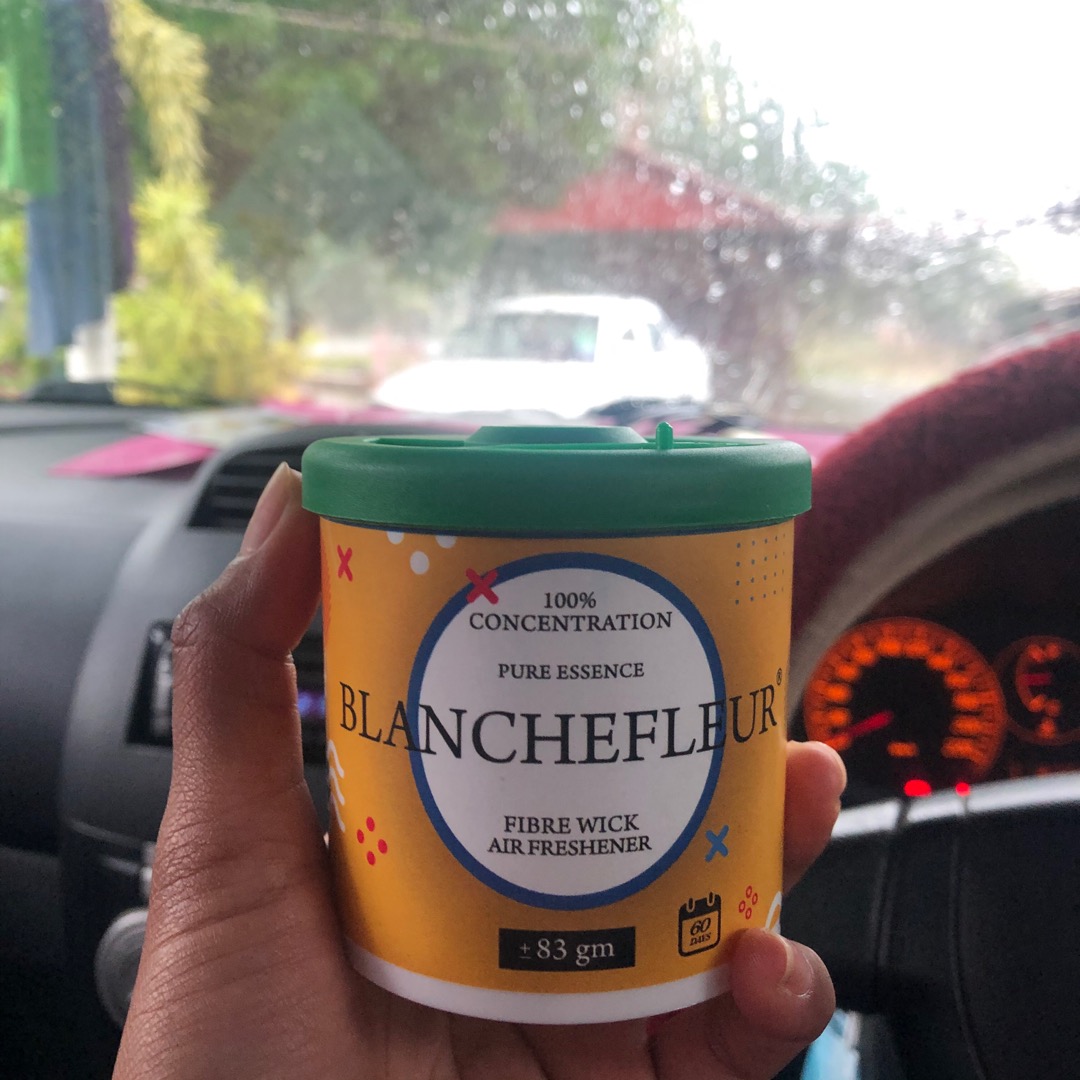 100%
CONCENTRATION
PURE ESSENCE
BLANCHEFLEUR®
FIBRE WICK
AIR FRESHENER
60
DAYS
±83 gm